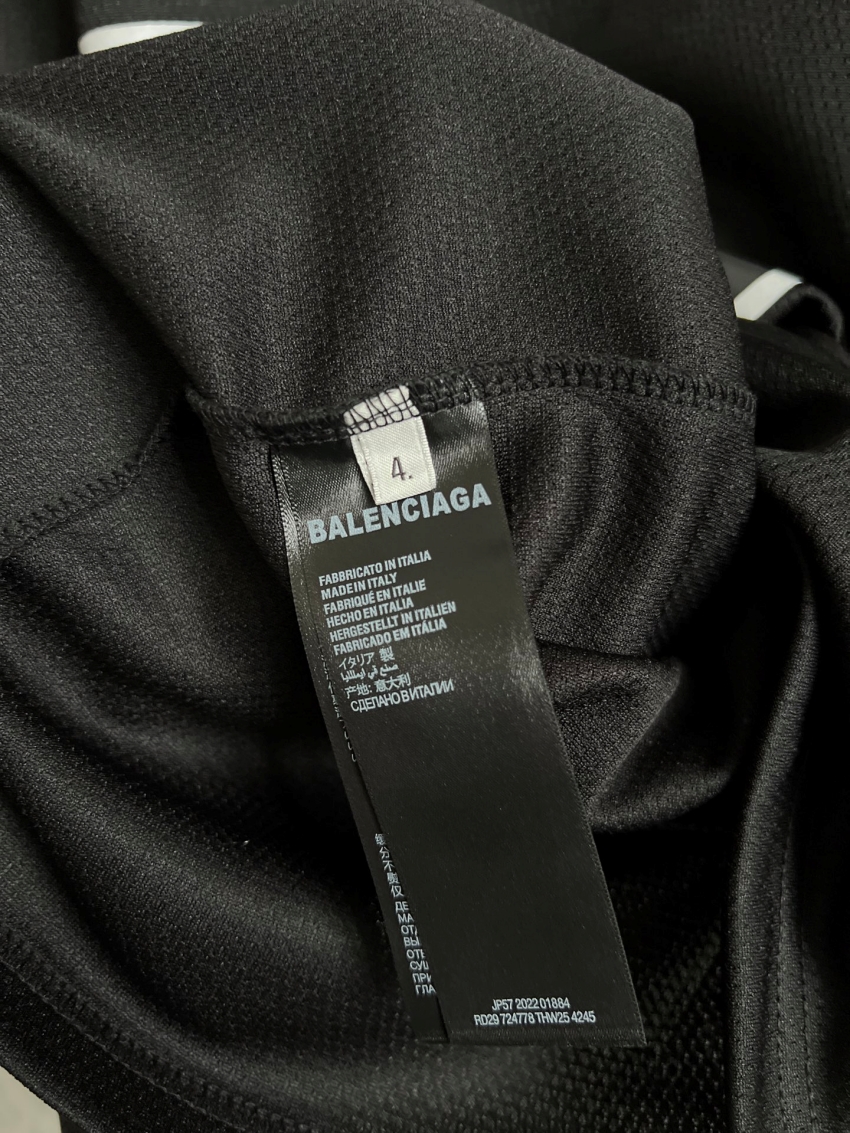 4.
BALENCIAGA
FABBRICATO IN ITALIA
MADE IN ITALY
FABRIQUÉ EN ITALIE
HECHO EN ITALIA
HERGESTELLT IN ITALIEN
FABRICADO EM ITÁLIA
イタリア 製
صنع في ايطاليا
产地: 意大利
СДЕЛАНО В ИТАЛИИ
JP57 2022 01884
RD29 724778 THW25 4245